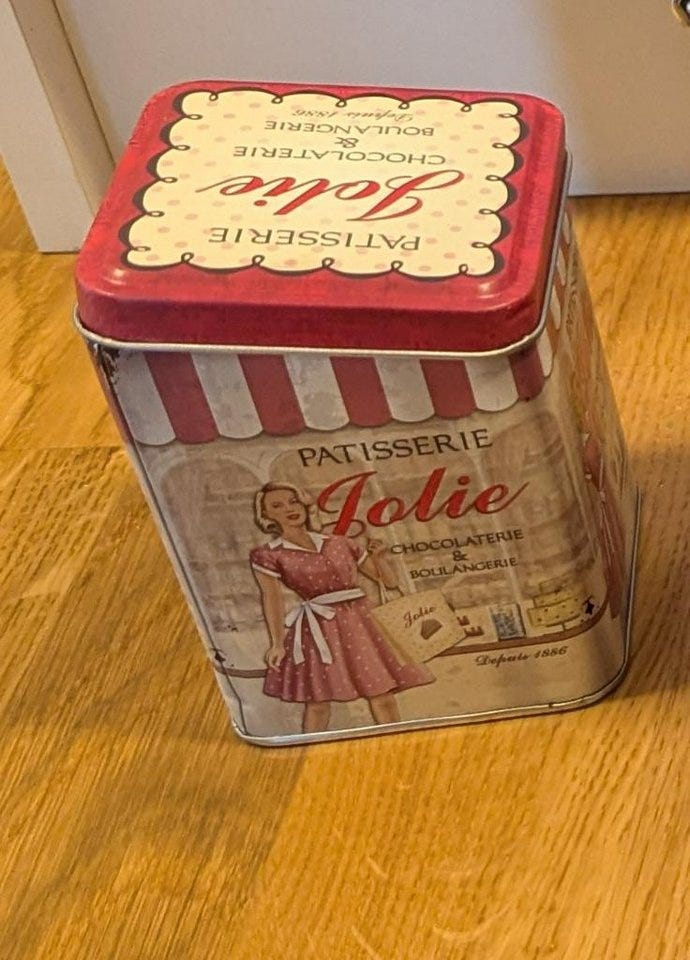 PATISSERIE
Jolie
CHOCOLATERIE
&
BOULANGERIE
Depuis 1886
PATISSERIE
Jolie
CHOCOLATERIE
&
BOULANGERIE
Jolie
Depuis 1886